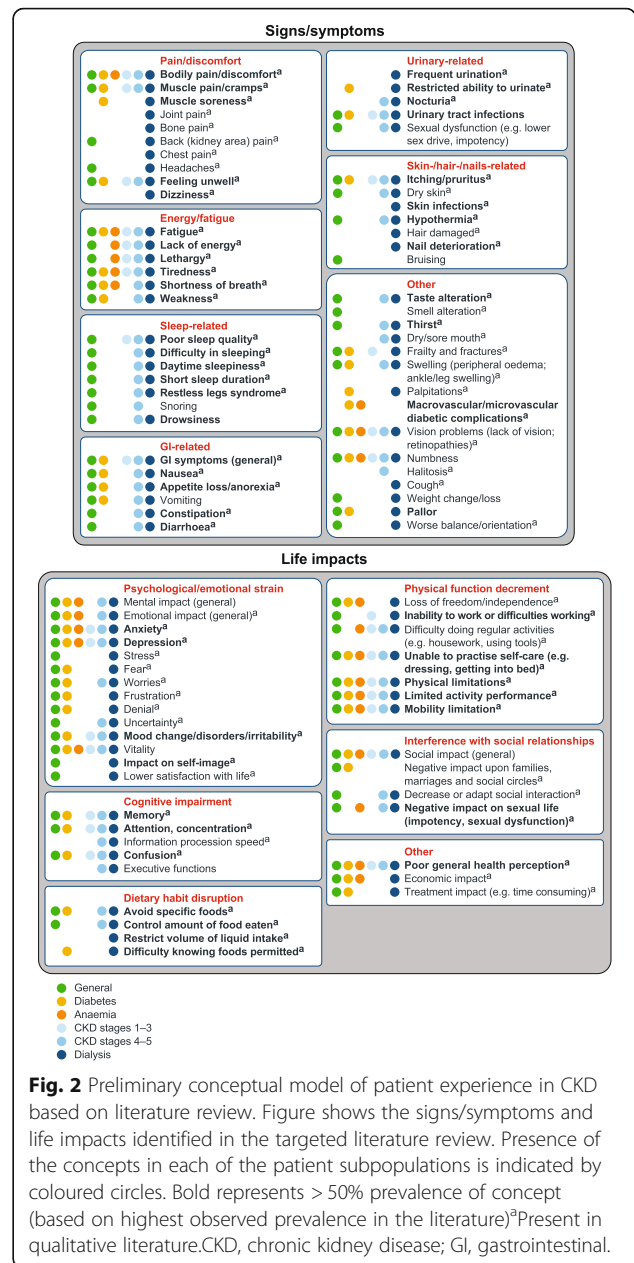 Signs/symptoms
Pain/discomfort
Bodily pain/discomfortᵃ
Muscle pain/crampsᵃ
Muscle sorenessᵃ
Joint painᵃ
Bone painᵃ
Back (kidney area) painᵃ
Chest painᵃ
Headachesᵃ
Feeling unwellᵃ
Dizzinessᵃ
Energy/fatigue
Fatigueᵃ
Lack of energyᵃ
Lethargyᵃ
Tirednessᵃ
Shortness of breathᵃ
Weaknessᵃ
Sleep-related
Poor sleep qualityᵃ
Difficulty in sleepingᵃ
Daytime sleepinessᵃ
Short sleep durationᵃ
Restless legs syndromeᵃ
Snoring
Drowsiness
GI-related
GI symptoms (general)ᵃ
Nauseaᵃ
Appetite loss/anorexiaᵃ
Vomiting
Constipationᵃ
Diarrhoeaᵃ
Urinary-related
Frequent urinationᵃ
Restricted ability to urinateᵃ
Nocturiaᵃ
Urinary tract infections
Sexual dysfunction (e.g. lower
sex drive, impotency)
Skin-/hair-/nails-related
Itching/pruritusᵃ
Dry skinᵃ
Skin infectionsᵃ
Hypothermiaᵃ
Hair damagedᵃ
Nail deteriorationᵃ
Bruising
Other
Taste alterationᵃ
Smell alterationᵃ
Thirstᵃ
Dry/sore mouthᵃ
Frailty and fracturesᵃ
Swelling (peripheral oedema;
ankle/leg swelling)ᵃ
Palpitationsᵃ
Macrovascular/microvascular
diabetic complicationsᵃ
Vision problems (lack of vision;
retinopathies)ᵃ
Numbness
Halitosisᵃ
Coughᵃ
Weight change/loss
Pallor
Worse balance/orientationᵃ
Life impacts
Psychological/emotional strain
Mental impact (general)
Emotional impact (general)ᵃ
Anxietyᵃ
Depressionᵃ
Stressᵃ
Fearᵃ
Worriesᵃ
Frustrationᵃ
Denialᵃ
Uncertaintyᵃ
Mood change/disorders/irritabilityᵃ
Vitality
Impact on self-imageᵃ
Lower satisfaction with lifeᵃ
Cognitive impairment
Memoryᵃ
Attention, concentrationᵃ
Information procession speedᵃ
Confusionᵃ
Executive functions
Dietary habit disruption
Avoid specific foodsᵃ
Control amount of food eatenᵃ
Restrict volume of liquid intakeᵃ
Difficulty knowing foods permittedᵃ
Physical function decrement
Loss of freedom/independenceᵃ
Inability to work or difficulties workingᵃ
Difficulty doing regular activities
(e.g. housework, using tools)ᵃ
Unable to practise self-care (e.g.
dressing, getting into bed)ᵃ
Physical limitationsᵃ
Limited activity performanceᵃ
Mobility limitationᵃ
Interference with social relationships
Social impact (general)
Negative impact upon families,
marriages and social circlesᵃ
Decrease or adapt social interactionᵃ
Negative impact on sexual life
(impotency, sexual dysfunction)ᵃ
Other
Poor general health perceptionᵃ
Economic impactᵃ
Treatment impact (e.g. time consuming)ᵃ
General
Diabetes
Anaemia
CKD stages 1–3
CKD stages 4–5
Dialysis
Fig. 2 Preliminary conceptual model of patient experience in CKD
based on literature review. Figure shows the signs/symptoms and
life impacts identified in the targeted literature review. Presence of
the concepts in each of the patient subpopulations is indicated by
coloured circles. Bold represents > 50% prevalence of concept
(based on highest observed prevalence in the literature)ᵃPresent in
qualitative literature.CKD, chronic kidney disease; GI, gastrointestinal.